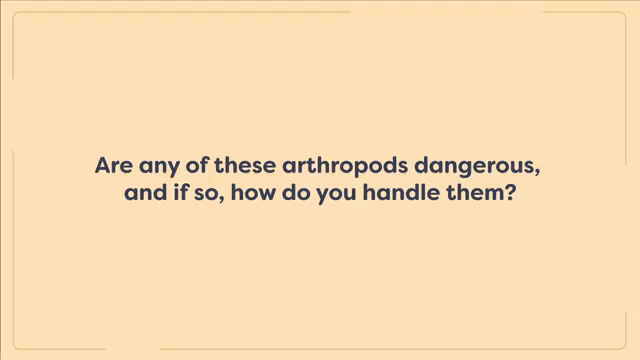 Are any of these arthropods dangerous,
and if so, how do you handle them?